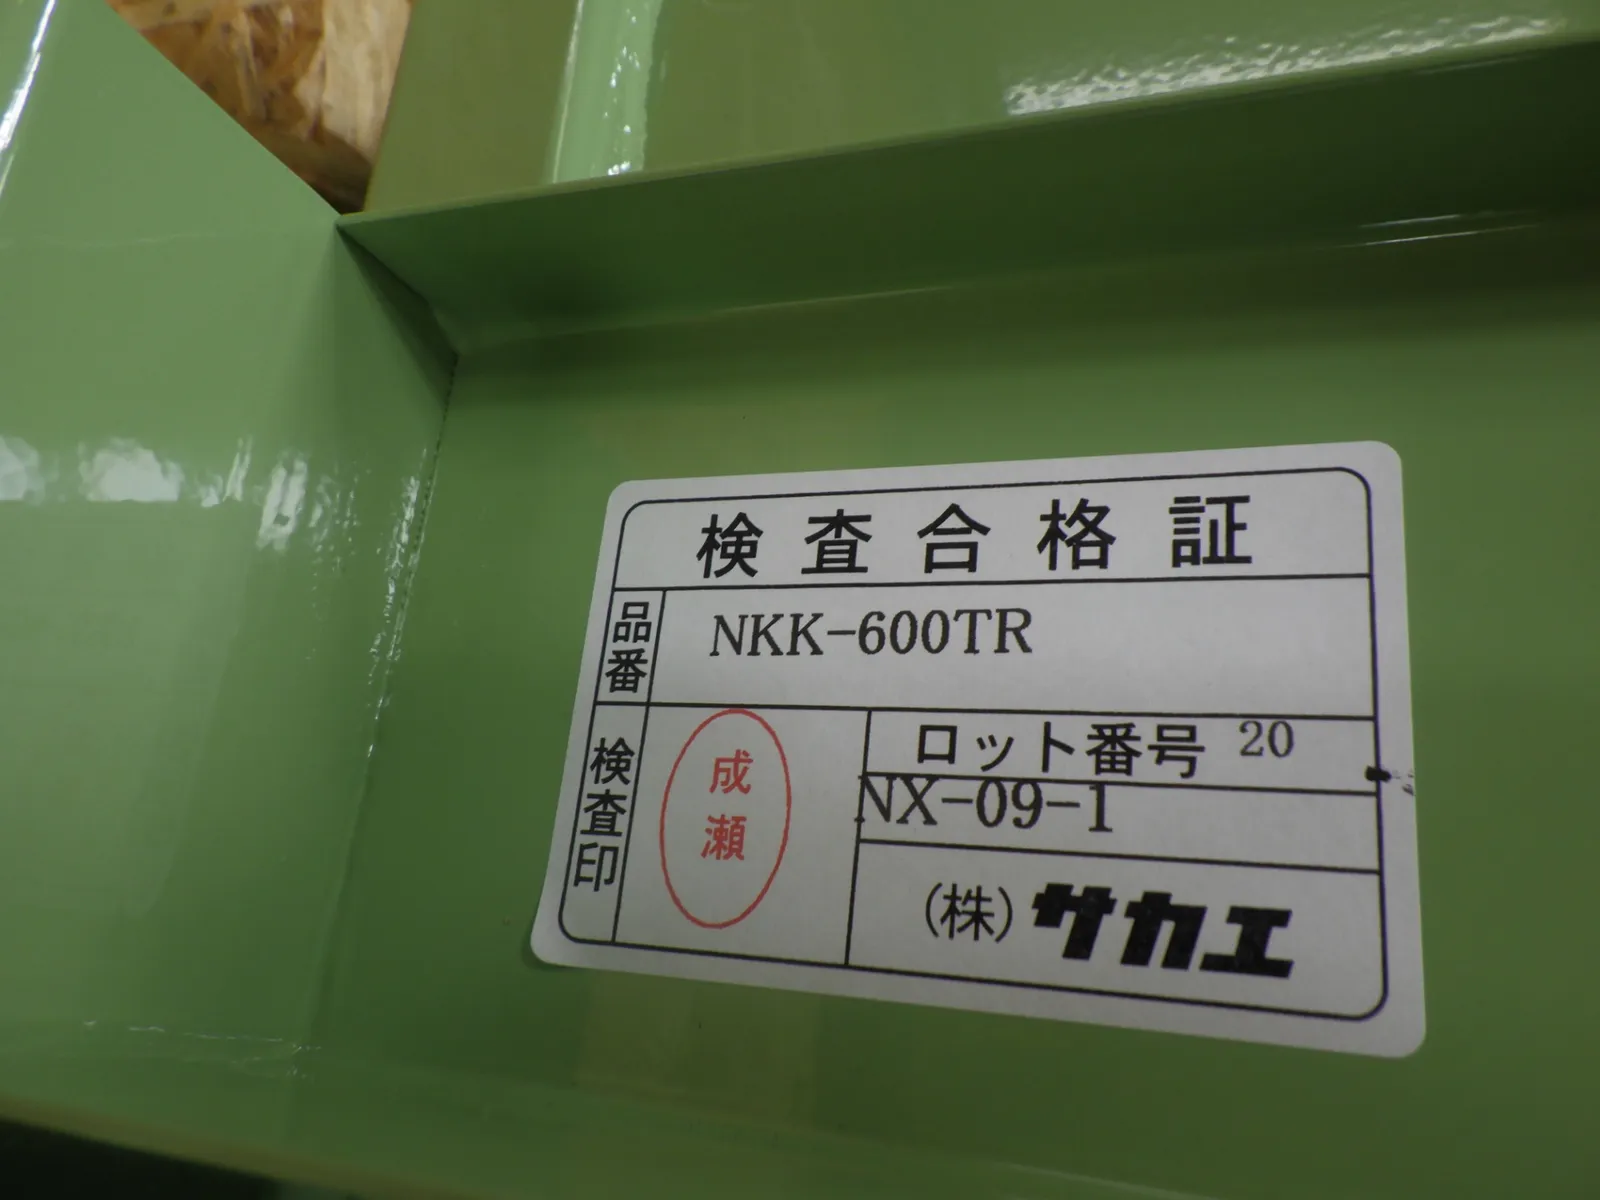 検査合格証
品番
NKK-600TR
検査印
成瀬
ロット番号 20
NX-09-1
(株)サカエ